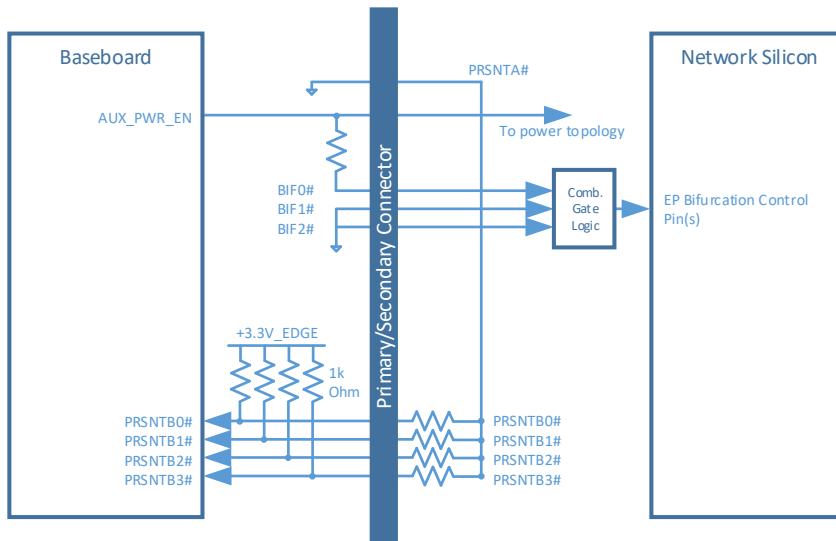 Baseboard
PRSNTA#
Network Silicon
AUX_PWR_EN
To power topology
BIF0#
BIF1#
BIF2#
Comb.
Gate
Logic
EP Bifurcation Control
Pin(s)
Primary/Secondary Connector
+3.3V_EDGE
1k
Ohm
PRSNTB0#
PRSNTB1#
PRSNTB2#
PRSNTB3#
PRSNTB0#
PRSNTB1#
PRSNTB2#
PRSNTB3#